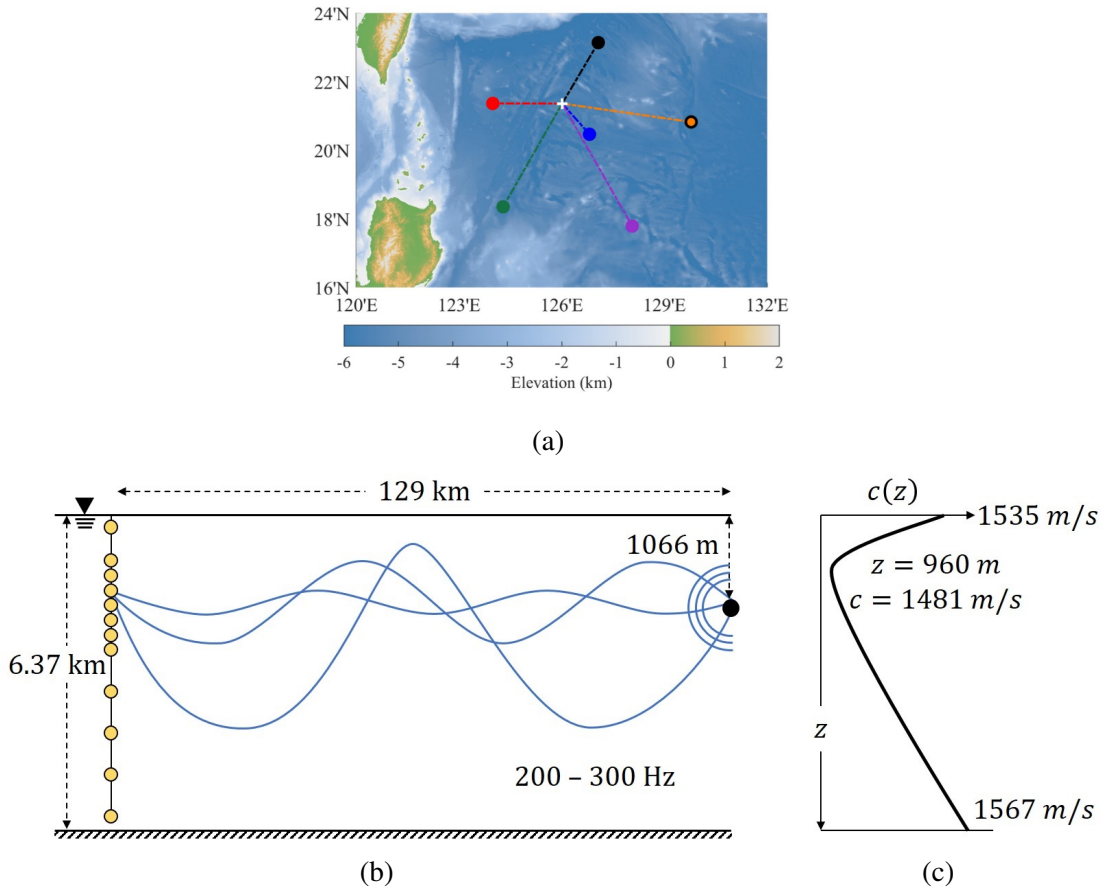 24'N
22'N
20'N
18'N
16'N
120'E 123'E 126'E 129'E 132'E
-6 -5 -4 -3 -2 -1 0 1 2
Elevation (km)
(a)
129 km
1066 m
6.37 km
200 – 300 Hz
(b)
c(z)
1535 m/s
z = 960 m
c = 1481 m/s
z
1567 m/s
(c)